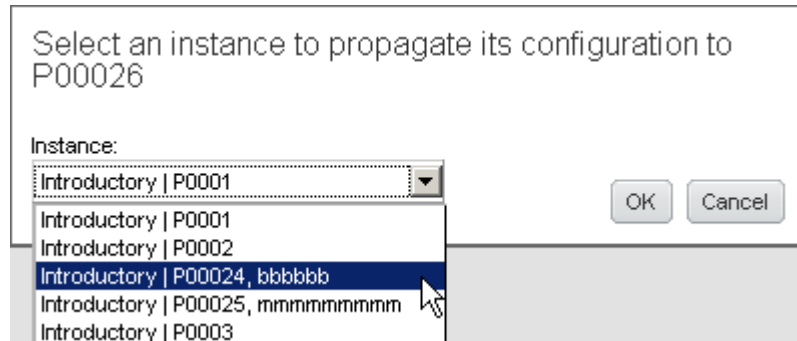 Select an instance to propagate its configuration to
P00026
Instance:
Introductory | P0001
OK Cancel
Introductory | P0001
Introductory | P0002
Introductory | P00024, bbbbbb
Introductory | P00025, mmmmmmmmm
Introductory | P0003